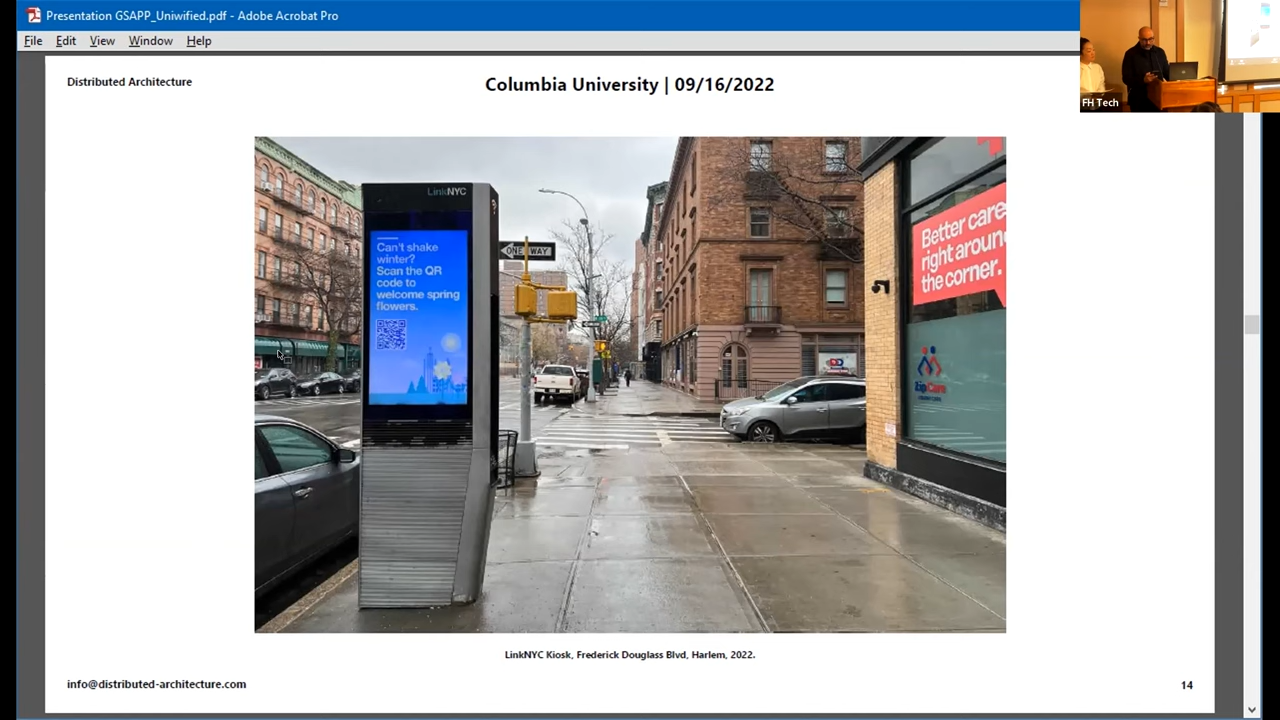 Presentation GSAPP_Uniwified.pdf - Adobe Acrobat Pro
File Edit View Window Help
FH Tech
Distributed Architecture
Columbia University | 09/16/2022
LinkNYC
Can't shake
winter?
Scan the QR
code to
welcome spring
flowers.
ONE WAY
Better care
right aroun
the corner.
LinkNYC Kiosk, Frederick Douglass Blvd, Harlem, 2022.
info@distributed-architecture.com
14